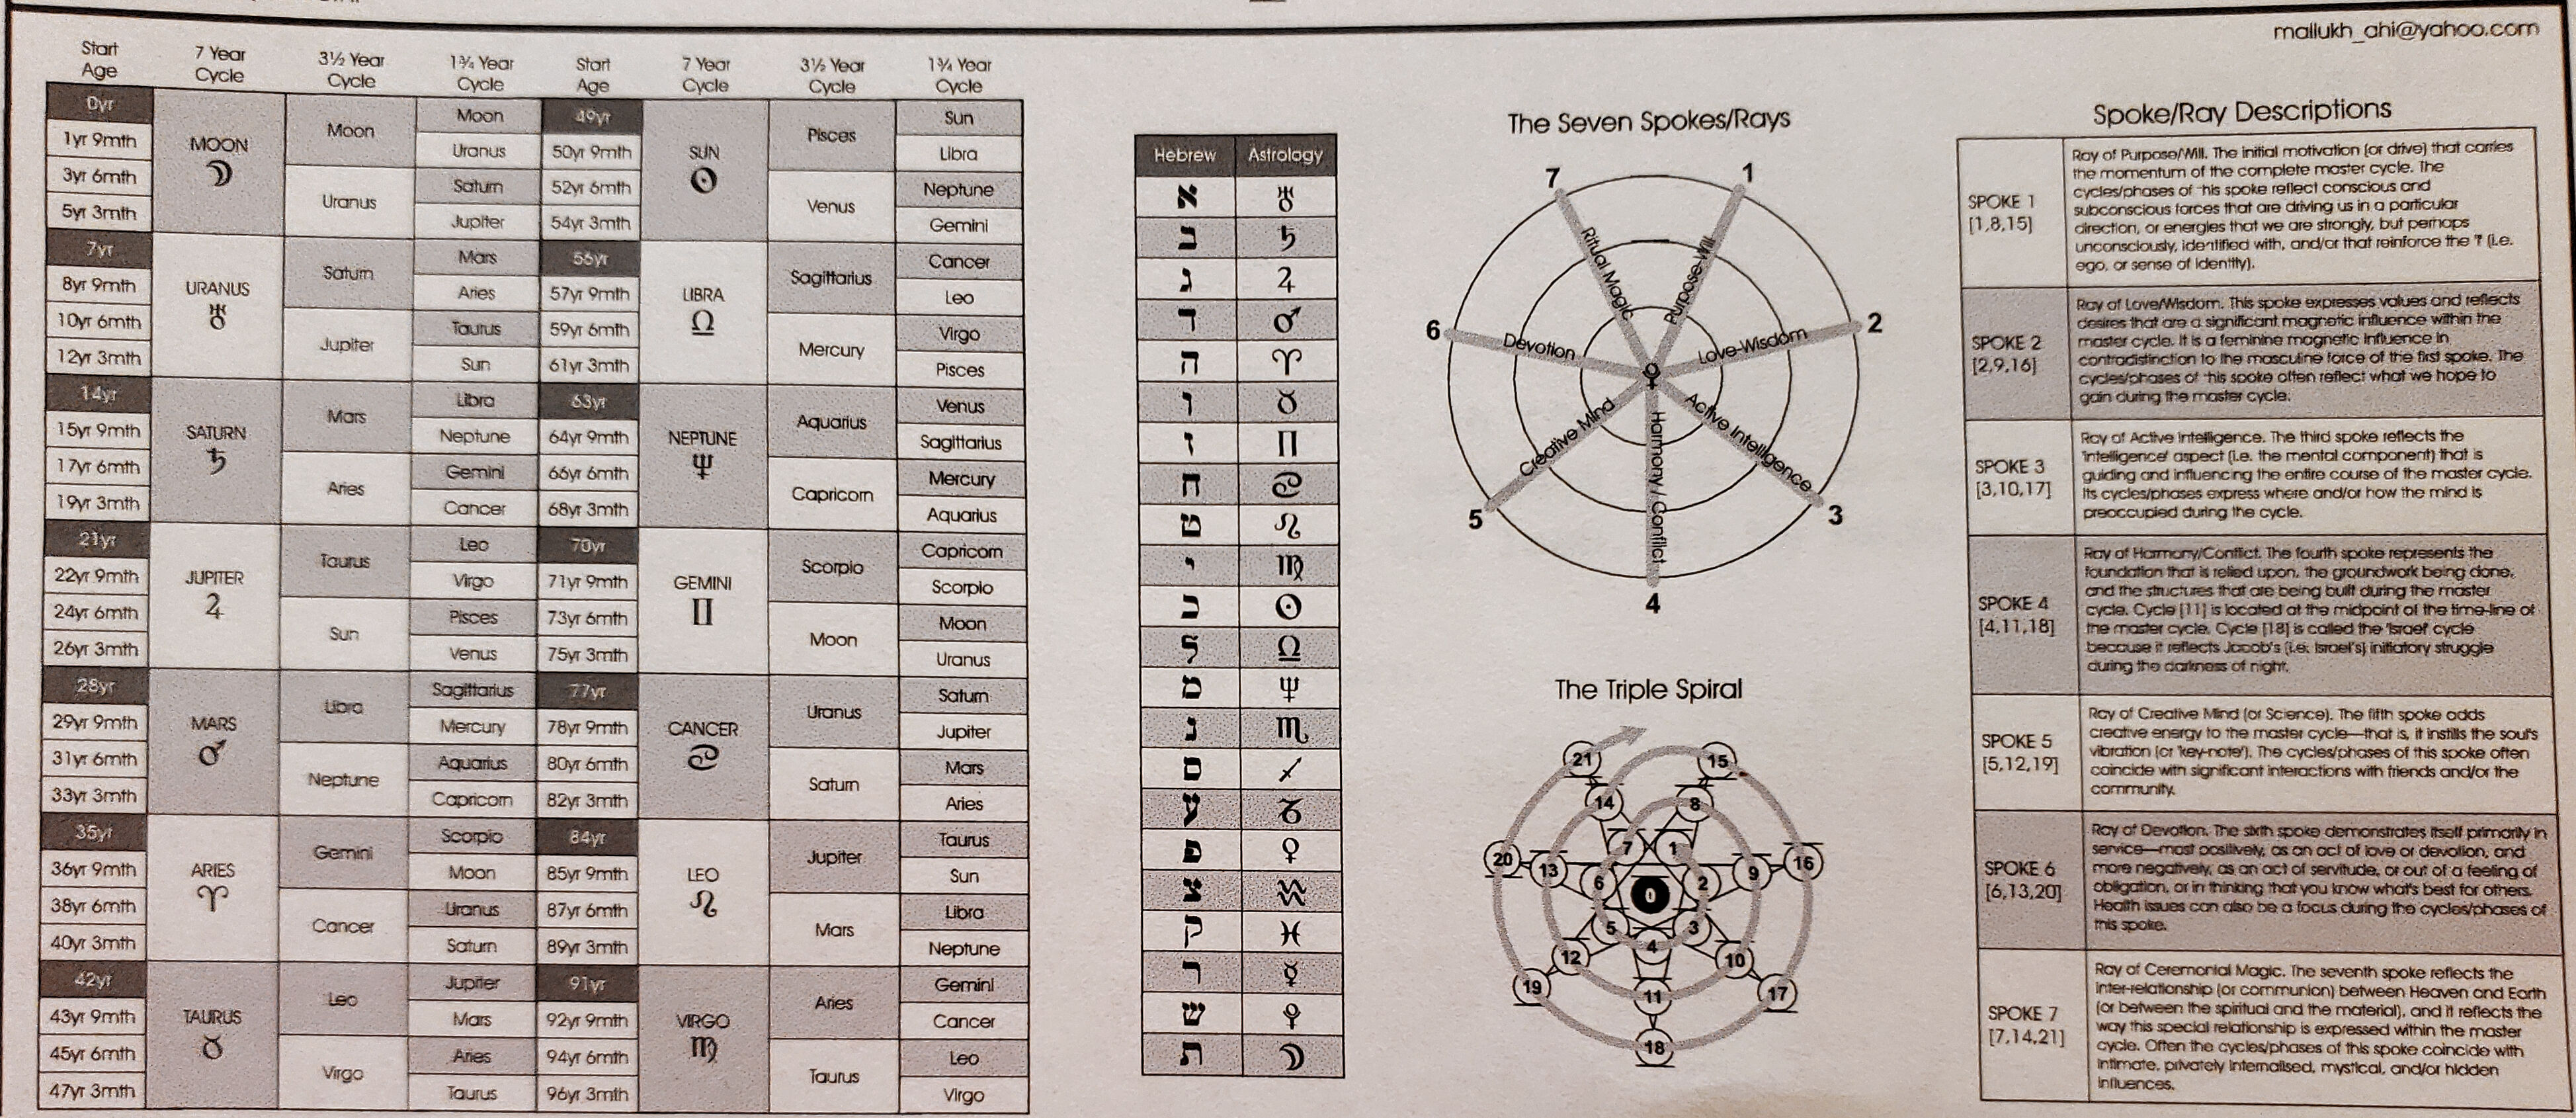 mallukh_ahi@yahoo.com
Start Age 7 Year Cycle 3½ Year Cycle 1¾ Year Cycle Start Age 7 Year Cycle 3½ Year Cycle 1¾ Year Cycle
0yr MOON ☽ Moon Moon 49yr SUN ☉ Pisces Sun
1yr 9mth Uranus 50yr 9mth Libra
3yr 6mth Uranus Saturn 52yr 6mth Venus Neptune
5yr 3mth Jupiter 54yr 3mth Gemini
7yr URANUS ♅ Saturn Mars 56yr LIBRA ♎ Sagittarius Cancer
8yr 9mth Aries 57yr 9mth Leo
10yr 6mth Jupiter Taurus 59yr 6mth Mercury Virgo
12yr 3mth Sun 61yr 3mth Pisces
14yr SATURN ♄ Mars Libra 63yr NEPTUNE ♆ Aquarius Venus
15yr 9mth Neptune 64yr 9mth Sagittarius
17yr 6mth Aries Gemini 66yr 6mth Capricorn Mercury
19yr 3mth Cancer 68yr 3mth Aquarius
21yr JUPITER ♃ Taurus Leo 70yr GEMINI ♊ Scorpio Capricorn
22yr 9mth Virgo 71yr 9mth Scorpio
24yr 6mth Sun Pisces 73yr 6mth Moon Moon
26yr 3mth Venus 75yr 3mth Uranus
28yr MARS ♂ Libra Sagittarius 77yr CANCER ♋ Uranus Saturn
29yr 9mth Mercury 78yr 9mth Jupiter
31yr 6mth Neptune Aquarius 80yr 6mth Saturn Mars
33yr 3mth Capricorn 82yr 3mth Aries
35yr ARIES ♈ Gemini Scorpio 84yr LEO ♌ Jupiter Taurus
36yr 9mth Moon 85yr 9mth Sun
38yr 6mth Cancer Uranus 87yr 6mth Mars Libra
40yr 3mth Saturn 89yr 3mth Neptune
42yr TAURUS ♉ Leo Jupiter 91yr VIRGO ♍ Aries Gemini
43yr 9mth Mars 92yr 9mth Cancer
45yr 6mth Virgo Aries 94yr 6mth Taurus Leo
47yr 3mth Taurus 96yr 3mth Virgo
Hebrew Astrology
א ♅
ב ♄
ג ♃
ד ♂
ה ♈
ו ♉
ז ♊
ח ♋
ט ♌
י ♍
כ ☉
ל ♎
מ ♆
נ ♏
ס ♐
ע ♑
פ ♀
צ ♒
ק ♓
ר ☿
ש ♇
ת ☽
The Seven Spokes/Rays
7
1
2
6
5
3
4
Ritual Magic
Purpose-Will
Love-Wisdom
Devotion
Creative Mind
Active Intelligence
Harmony / Conflict
The Triple Spiral
21 15
14 8
7 1
20 13 6 0 2 9 16
5 4 3
12 10
19 11 17
18
Spoke/Ray Descriptions
SPOKE 1
[1,8,15]
Ray of Purpose/Will. The initial motivation (or drive) that carries
the momentum of the complete master cycle. The
cycles/phases of his spoke reflect conscious and
subconscious forces that are driving us in a particular
direction, or energies that we are strongly, but perhaps
unconsciously, identified with, and/or that reinforce the 'I' (i.e.
ego, or sense of identity).
SPOKE 2
[2,9,16]
Ray of Love/Wisdom. This spoke expresses values and reflects
desires that are a significant magnetic influence within the
master cycle. It is a feminine magnetic influence in
contradistinction to the masculine force of the first spoke. The
cycles/phases of his spoke often reflect what we hope to
gain during the master cycle.
SPOKE 3
[3,10,17]
Ray of Active Intelligence. The third spoke reflects the
'intelligence' aspect (i.e. the mental component) that is
guiding and influencing the entire course of the master cycle.
Its cycles/phases express where and/or how the mind is
preoccupied during the cycle.
SPOKE 4
[4,11,18]
Ray of Harmony/Conflict. The fourth spoke represents the
foundation that is relied upon, the groundwork being done,
and the structures that are being built during the master
cycle. Cycle [11] is located at the midpoint of the time-line of
the master cycle. Cycle [18] is called the 'Israel' cycle
because it reflects Jacob's (i.e. Israel's) initiatory struggle
during the darkness of night.
SPOKE 5
[5,12,19]
Ray of Creative Mind (or Science). The fifth spoke adds
creative energy to the master cycle—that is, it instills the soul's
vibration (or 'key-note'). The cycles/phases of this spoke often
coincide with significant interactions with friends and/or the
community.
SPOKE 6
[6,13,20]
Ray of Devotion. The sixth spoke demonstrates itself primarily in
service—most positively, as an act of love or devotion, and
more negatively, as an act of servitude, or out of a feeling of
obligation, or in thinking that you know what's best for others.
Health issues can also be a focus during the cycles/phases of
this spoke.
SPOKE 7
[7,14,21]
Ray of Ceremonial Magic. The seventh spoke reflects the
inter-relationship (or communion) between Heaven and Earth
(or between the spiritual and the material), and it reflects the
way this special relationship is expressed within the master
cycle. Often the cycles/phases of this spoke coincide with
intimate, privately internalised, mystical, and/or hidden
influences.